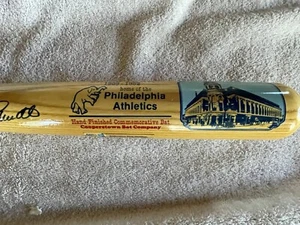 home of the
Philadelphia
Athletics
Hand Finished Commemorative Bat
Cooperstown Bat Company